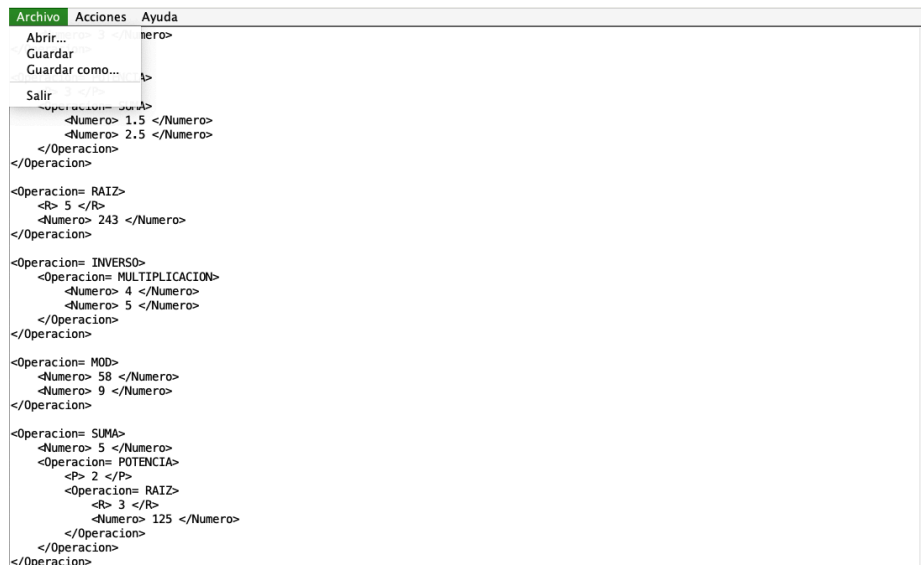 Archivo Acciones Ayuda
Abrir...
Guardar
Guardar como...
Salir
3 </Numero>
<Numero> 1.5 </Numero>
<Numero> 2.5 </Numero>
</Operacion>
</Operacion>
<Operacion= RAIZ>
<R> 5 </R>
<Numero> 243 </Numero>
</Operacion>
<Operacion= INVERSO>
<Operacion= MULTIPLICACION>
<Numero> 4 </Numero>
<Numero> 5 </Numero>
</Operacion>
</Operacion>
<Operacion= MOD>
<Numero> 58 </Numero>
<Numero> 9 </Numero>
</Operacion>
<Operacion= SUMA>
<Numero> 5 </Numero>
<Operacion= POTENCIA>
<P> 2 </P>
<Operacion= RAIZ>
<R> 3 </R>
<Numero> 125 </Numero>
</Operacion>
</Operacion>
</Operacion>